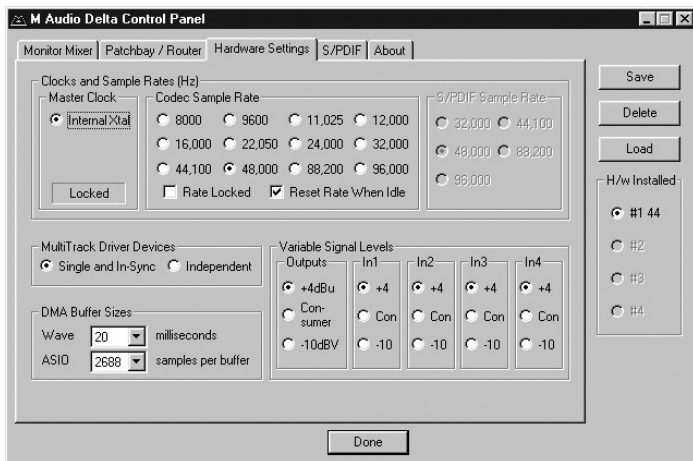 M Audio Delta Control Panel
Monitor Mixer Patchbay / Router Hardware Settings S/PDIF About
Clocks and Sample Rates (Hz)
Master Clock
Internal Xtal
Locked
Codec Sample Rate
8000 9600 11,025 12,000
16,000 22,050 24,000 32,000
44,100 48,000 88,200 96,000
Rate Locked Reset Rate When Idle
S/PDIF Sample Rate
32,000 44,100
48,000 88,200
96,000
MultiTrack Driver Devices
Single and In-Sync Independent
DMA Buffer Sizes
Wave 20 milliseconds
ASIO 2688 samples per buffer
Variable Signal Levels
Outputs In1 In2 In3 In4
+4dBu +4 +4 +4 +4
Con-
sumer Con Con Con Con
-10dBV -10 -10 -10 -10
Save
Delete
Load
H/w Installed
#1 44
#2
#3
#4
Done